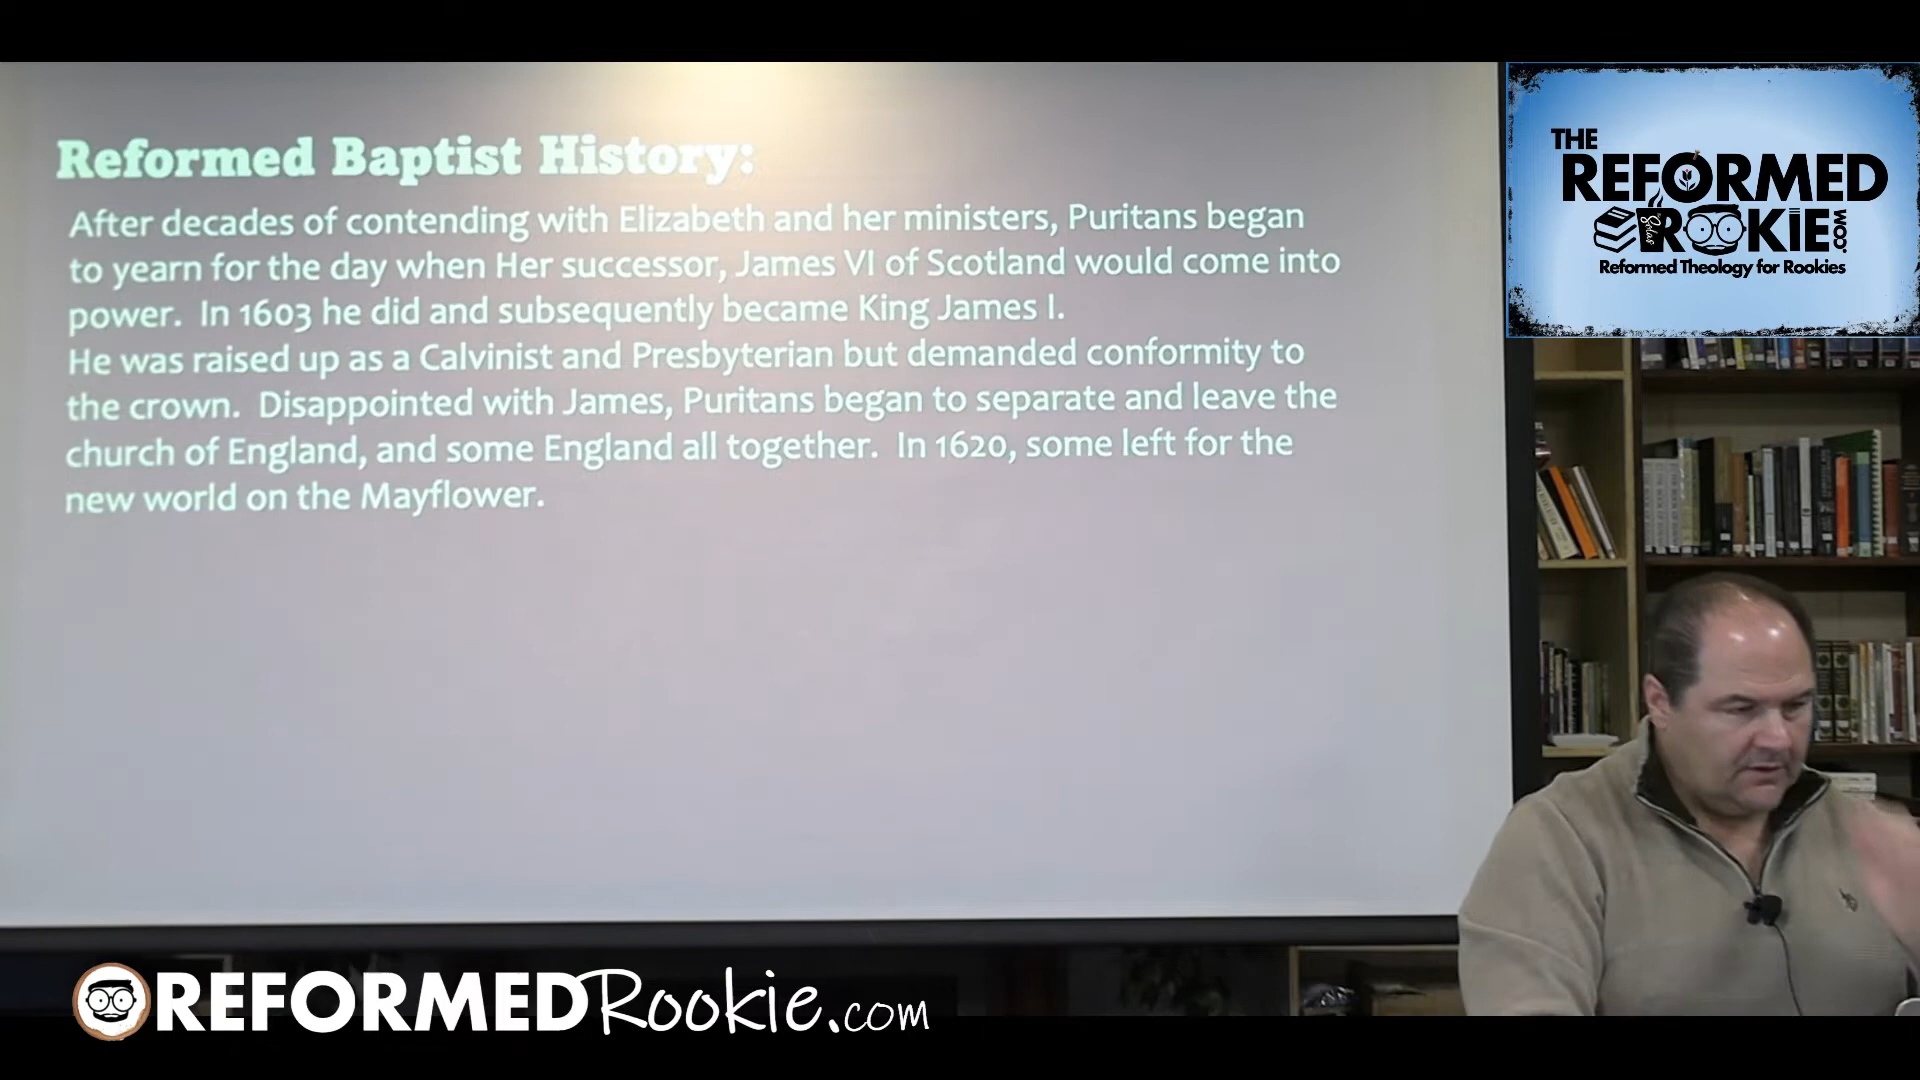 Reformed Baptist History:
After decades of contending with Elizabeth and her ministers, Puritans began
to yearn for the day when Her successor, James VI of Scotland would come into
power.  In 1603 he did and subsequently became King James I.
He was raised up as a Calvinist and Presbyterian but demanded conformity to
the crown.  Disappointed with James, Puritans began to separate and leave the
church of England, and some England all together.  In 1620, some left for the
new world on the Mayflower.
THE
REFORMED
ROOKIE.COM
Solas
Reformed Theology for Rookies
REFORMEDRookie.com